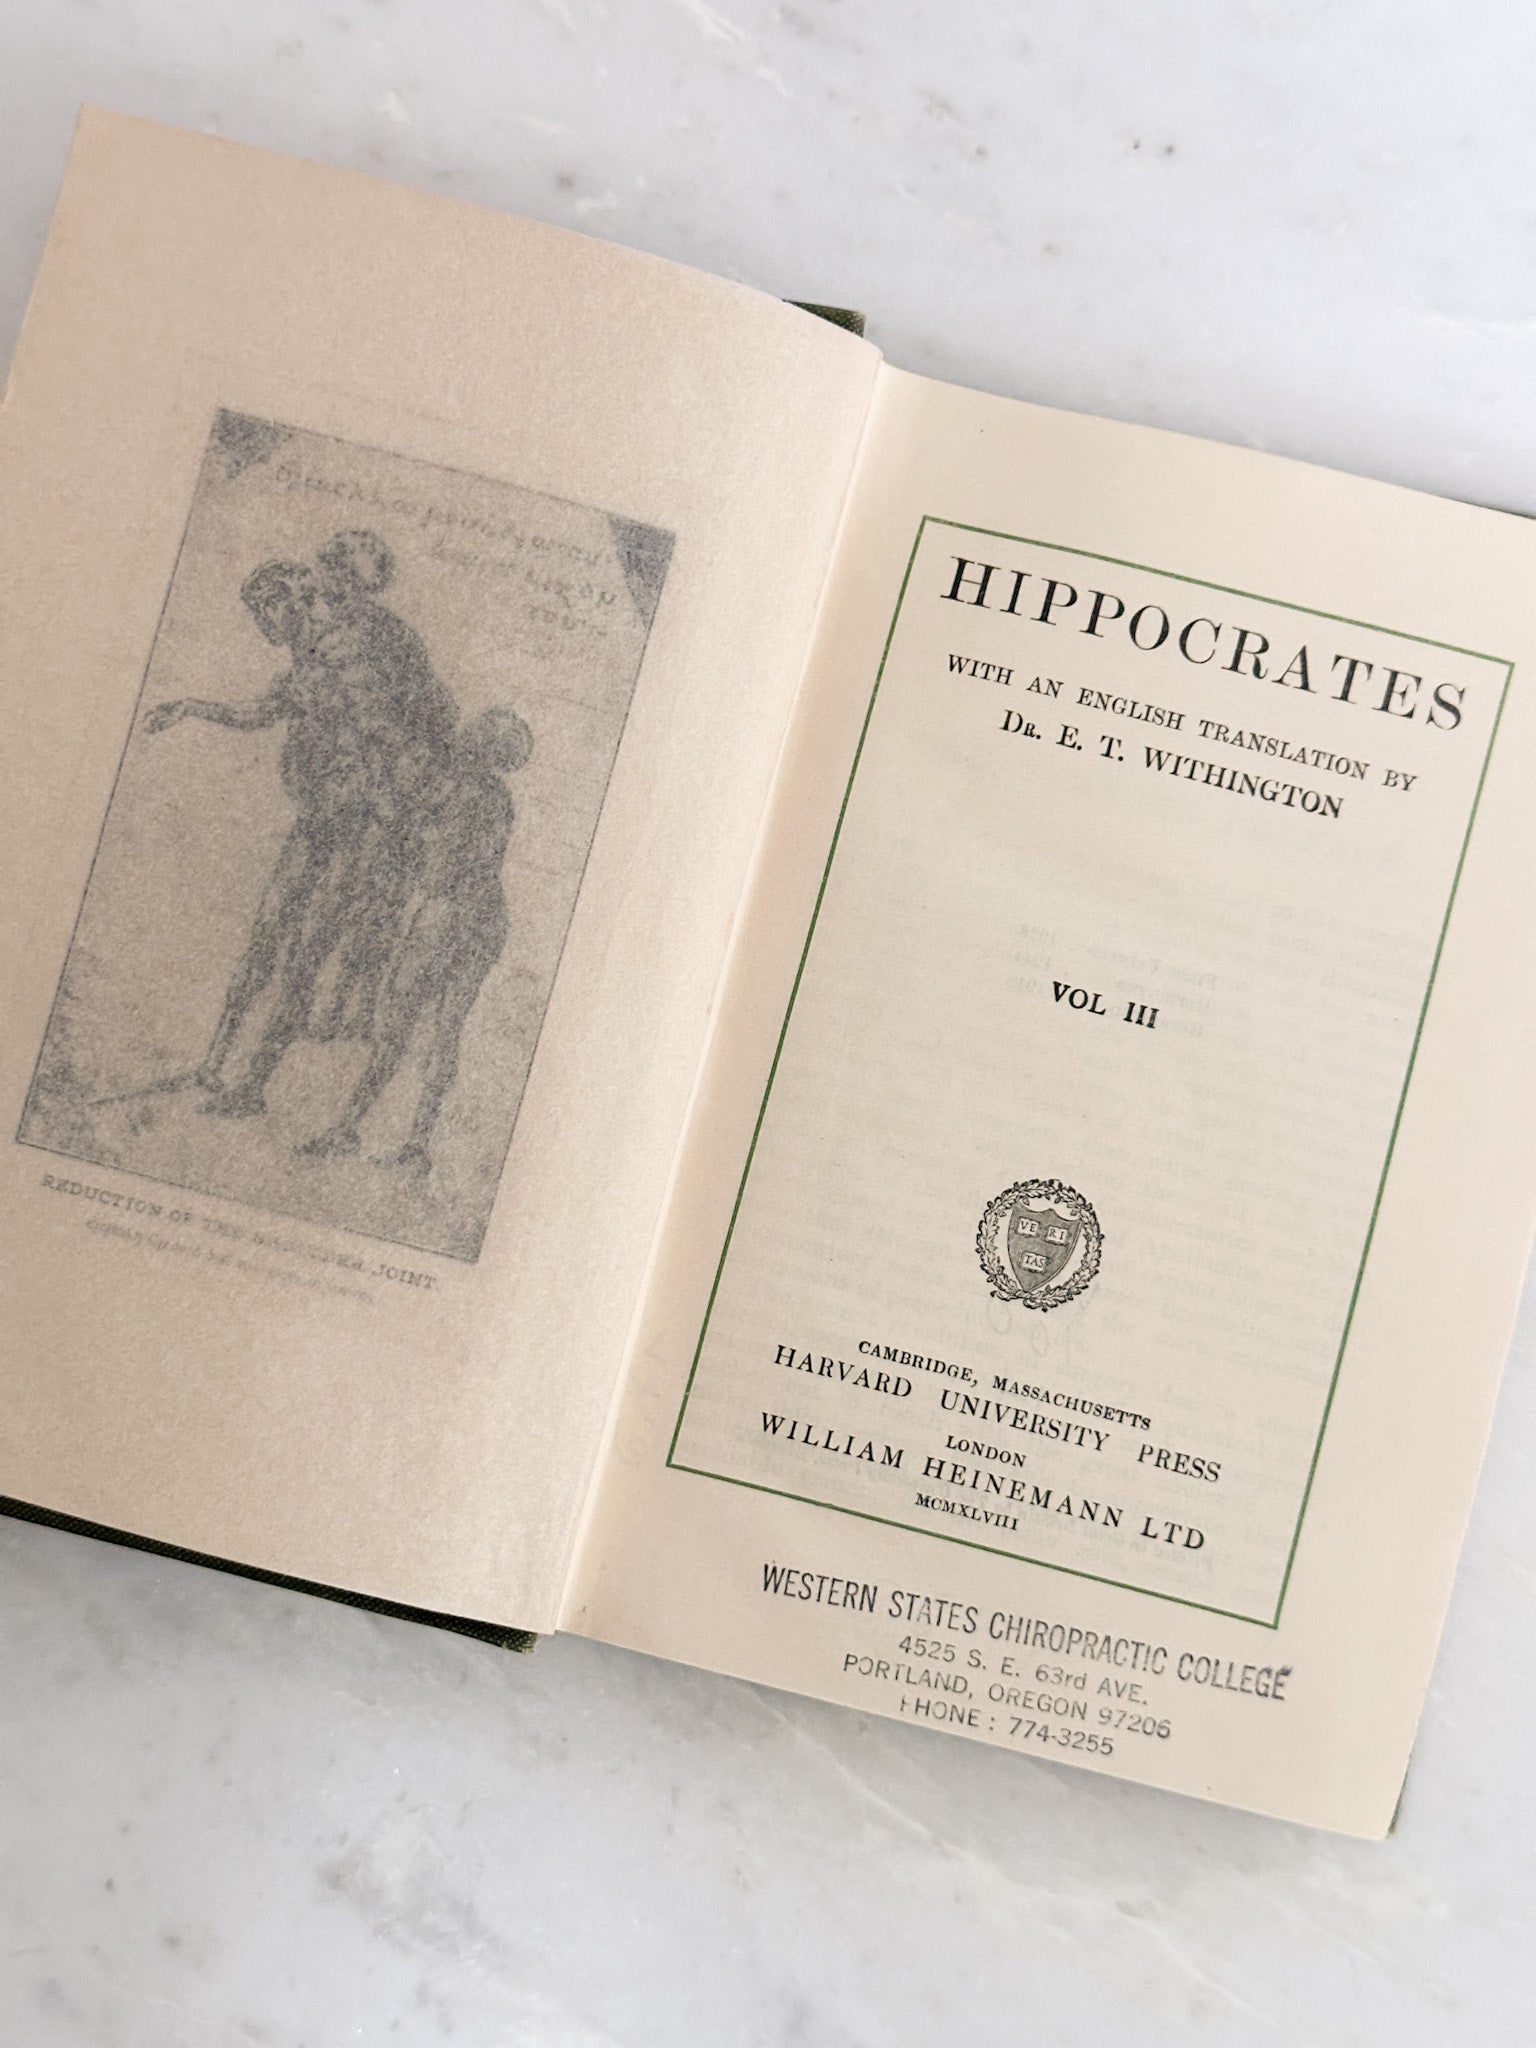 REDUCTION OF THE SHOULDER JOINT.
HIPPOCRATES
WITH AN ENGLISH TRANSLATION BY
DR. E. T. WITHINGTON
VOL III
VE RI
TAS
CAMBRIDGE, MASSACHUSETTS
HARVARD UNIVERSITY PRESS
LONDON
WILLIAM HEINEMANN LTD
MCMXLVIII
WESTERN STATES CHIROPRACTIC COLLEGE
4525 S. E. 63rd AVE.
PORTLAND, OREGON 97206
PHONE: 774-3255